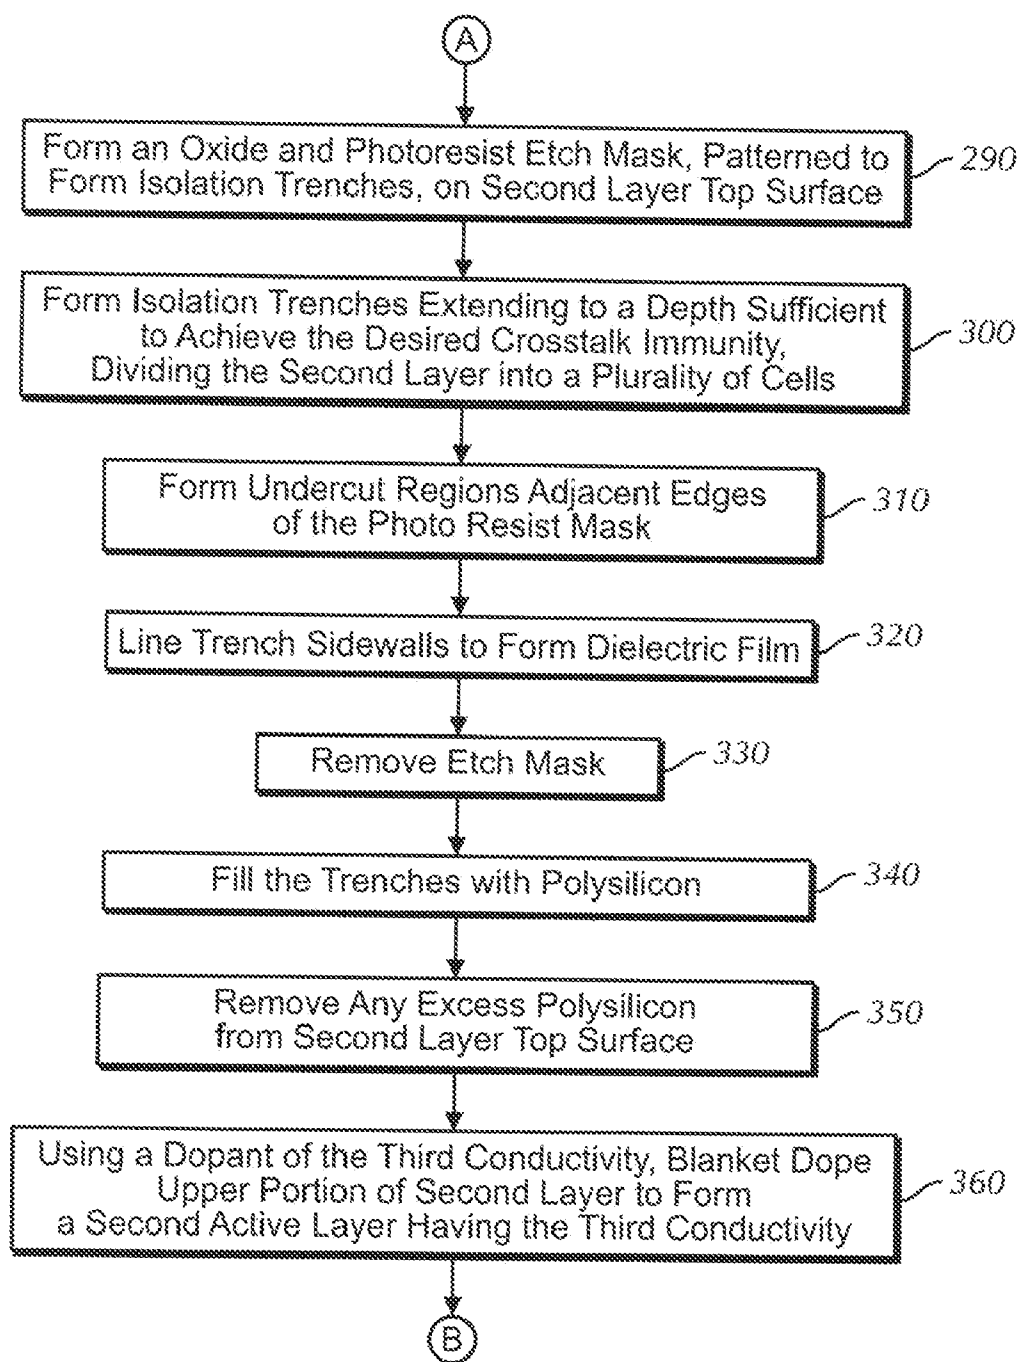 A
Form an Oxide and Photoresist Etch Mask, Patterned to
Form Isolation Trenches, on Second Layer Top Surface
290
Form Isolation Trenches Extending to a Depth Sufficient
to Achieve the Desired Crosstalk Immunity,
Dividing the Second Layer into a Plurality of Cells
300
Form Undercut Regions Adjacent Edges
of the Photo Resist Mask
310
Line Trench Sidewalls to Form Dielectric Film
320
Remove Etch Mask
330
Fill the Trenches with Polysilicon
340
Remove Any Excess Polysilicon
from Second Layer Top Surface
350
Using a Dopant of the Third Conductivity, Blanket Dope
Upper Portion of Second Layer to Form
a Second Active Layer Having the Third Conductivity
360
B